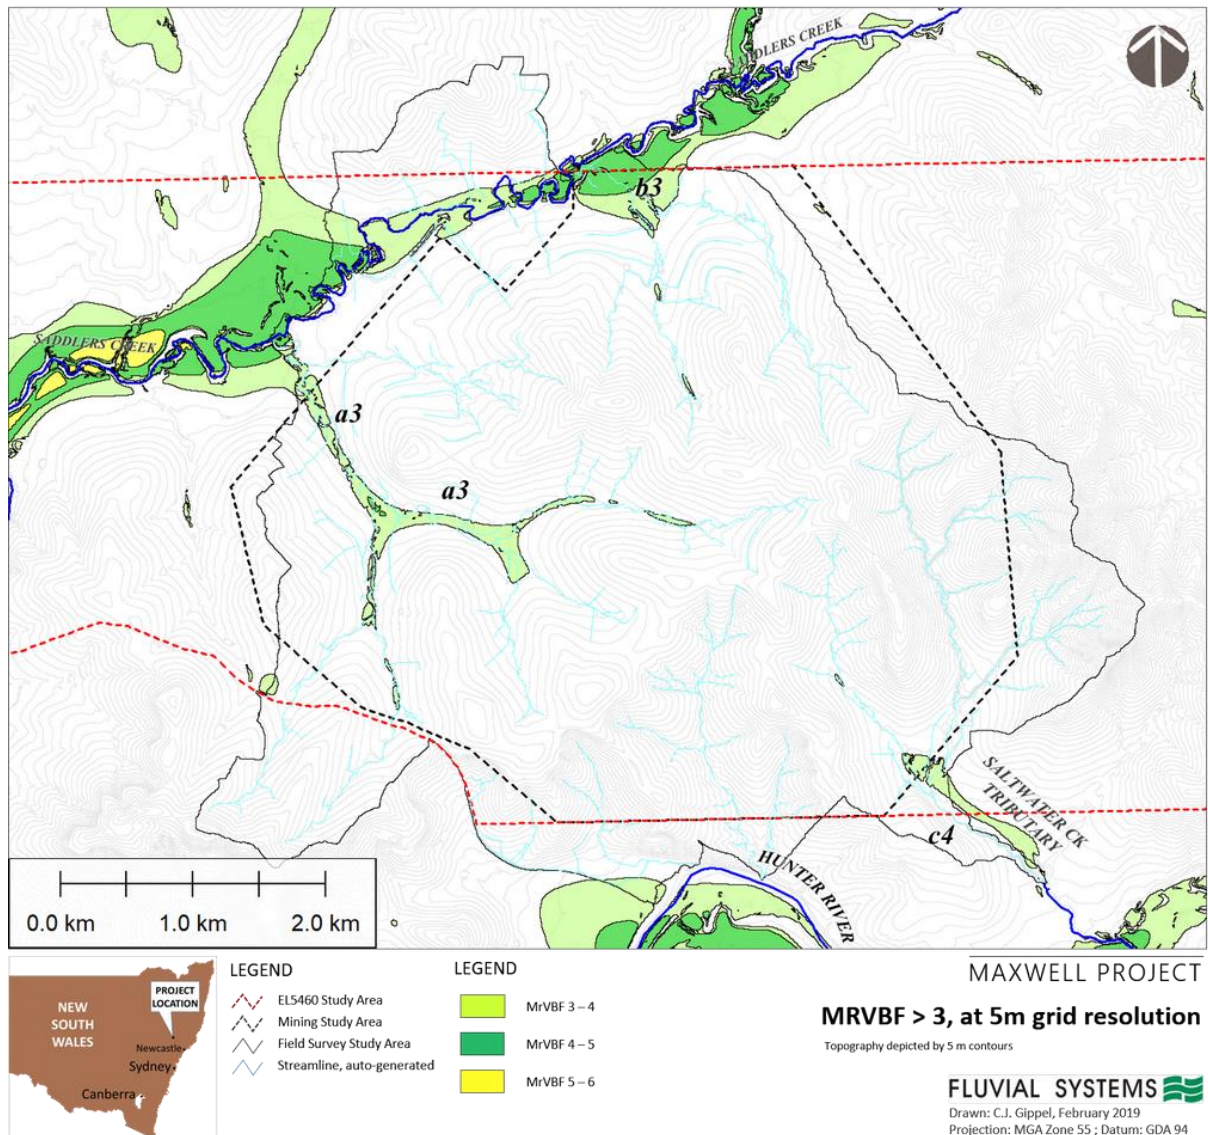 DLERS CREEK
b3
SADDLERS CREEK
a3
a3
SALTWATER CK
TRIBUTARY
c4
HUNTER RIVER
0.0 km 1.0 km 2.0 km
NEW
SOUTH
WALES
PROJECT
LOCATION
Newcastle
Sydney
Canberra
LEGEND
EL5460 Study Area
Mining Study Area
Field Survey Study Area
Streamline, auto-generated
LEGEND
MrVBF 3 – 4
MrVBF 4 – 5
MrVBF 5 – 6
MAXWELL PROJECT
MRVBF > 3, at 5m grid resolution
Topography depicted by 5 m contours
FLUVIAL SYSTEMS
Drawn: C.J. Gippel, February 2019
Projection: MGA Zone 55 ; Datum: GDA 94